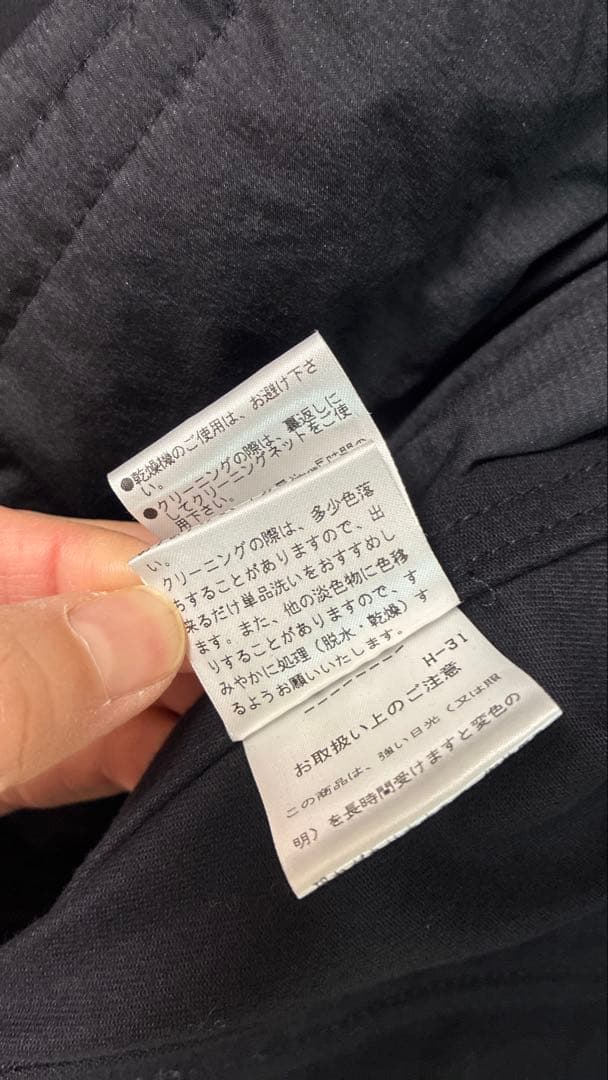 ●乾燥機のご使用は、お避け下さ
い。
●クリーニングの際は、裏返しに
してクリーニングネットをご使
用下さい。
い。
クリーニングの際は、多少色落
ちすることがありますので、出
来るだけ単品洗いをおすすめし
ます。また、他の淡色物に色移
りすることがありますので、す
みやかに処理（脱水・乾燥）す
るようお願いいたします。
--------
H-31
お取扱い上のご注意
この商品は、強い日光（又は照
明）を長時間受けますと変色の